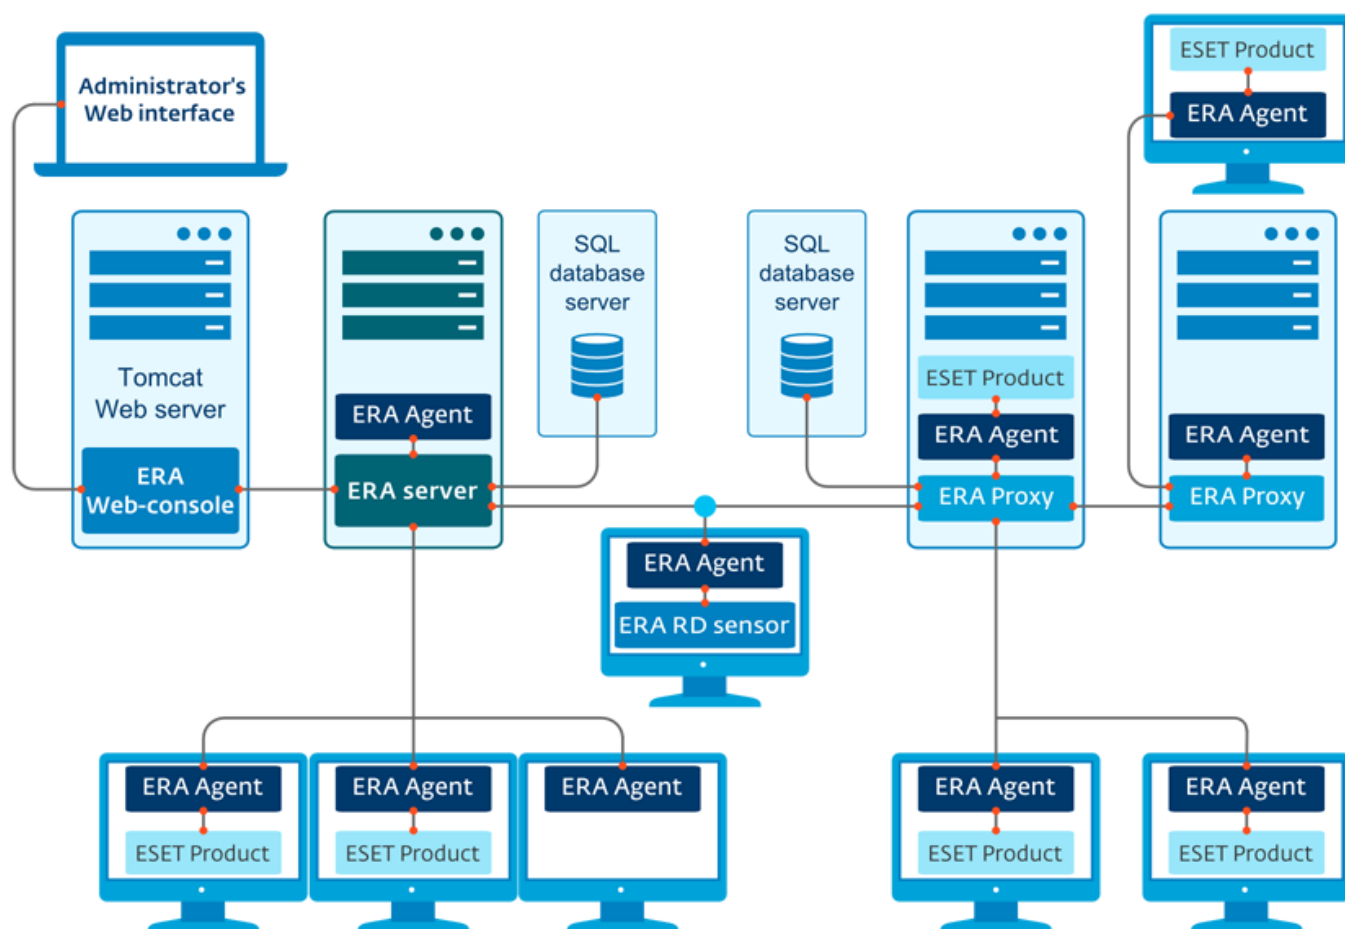 Administrator's
Web interface
ESET Product
ERA Agent
Tomcat
Web server
ERA
Web-console
ERA Agent
ERA server
SQL
database
server
SQL
database
server
ESET Product
ERA Agent
ERA Proxy
ERA Agent
ERA Proxy
ERA Agent
ERA RD sensor
ERA Agent
ESET Product
ERA Agent
ESET Product
ERA Agent
ERA Agent
ESET Product
ERA Agent
ESET Product